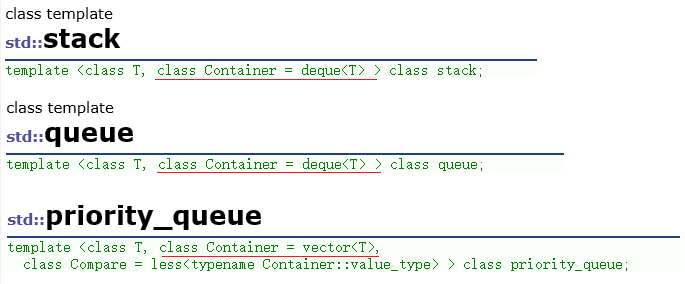 class template
std::stack
template <class T, class Container = deque<T> > class stack;
class template
std::queue
template <class T, class Container = deque<T> > class queue;
std::priority_queue
template <class T, class Container = vector<T>,
class Compare = less<typename Container::value_type> > class priority_queue;